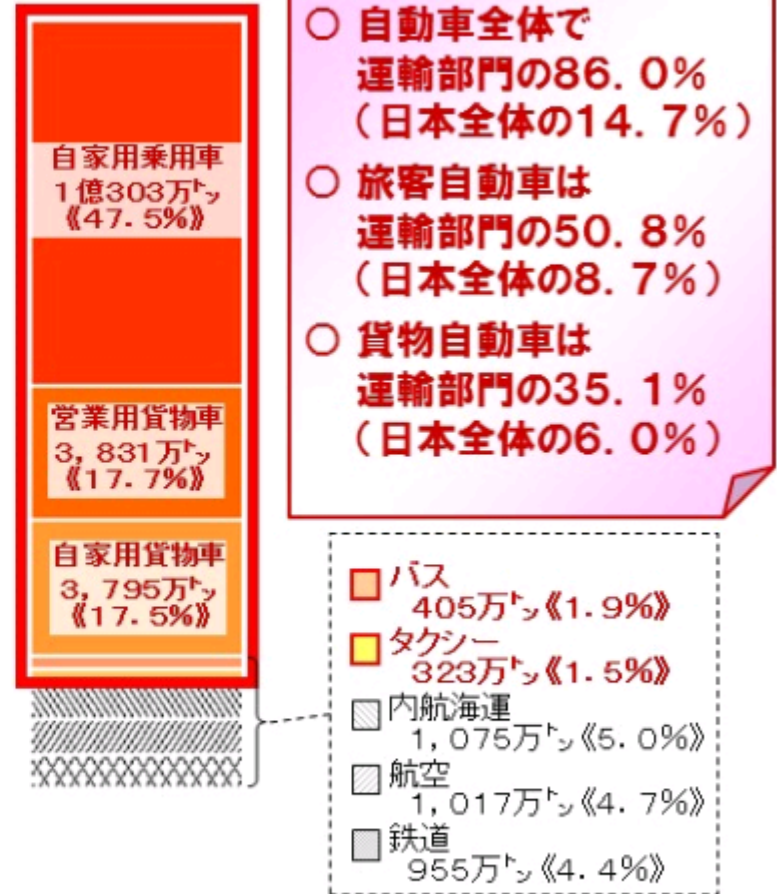 自家用乗用車
1億303万㌧
《47.5%》
営業用貨物車
3,831万㌧
《17.7%》
自家用貨物車
3,795万㌧
《17.5%》
○ 自動車全体で
運輸部門の86.0%
(日本全体の14.7%)
○ 旅客自動車は
運輸部門の50.8%
(日本全体の8.7%)
○ 貨物自動車は
運輸部門の35.1%
(日本全体の6.0%)
バス
405万㌧《1.9%》
タクシー
323万㌧《1.5%》
内航海運
1,075万㌧《5.0%》
航空
1,017万㌧《4.7%》
鉄道
955万㌧《4.4%》